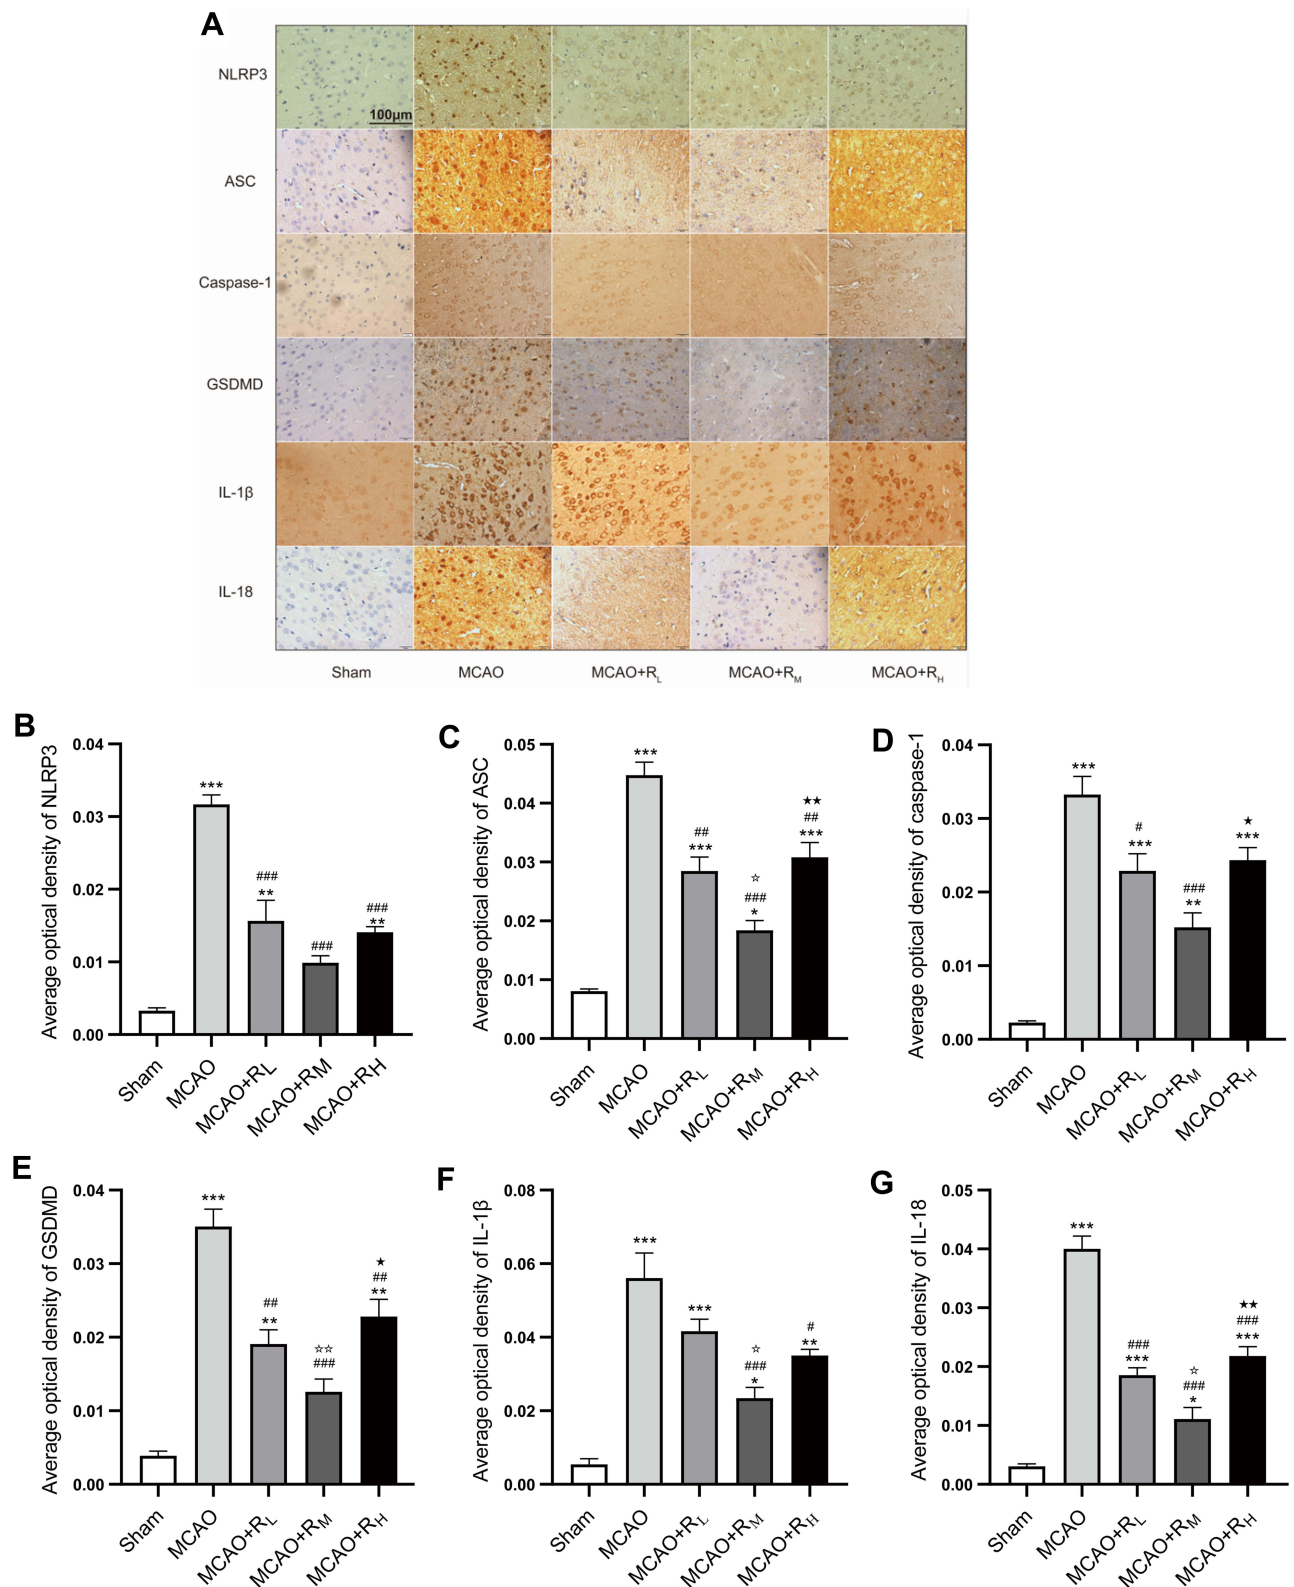 A
NLRP3
100μm
ASC
Caspase-1
GSDMD
IL-1β
IL-18
Sham MCAO MCAO+RL MCAO+RM MCAO+RH
B
Average optical density of NLRP3
0.04
0.03
0.02
0.01
0.00
***
###
**
###
###
**
Sham MCAO MCAO+RL MCAO+RM MCAO+RH
C
Average optical density of ASC
0.05
0.04
0.03
0.02
0.01
0.00
***
##
***
☆
###
*
★★
##
***
Sham MCAO MCAO+RL MCAO+RM MCAO+RH
D
Average optical density of caspase-1
0.04
0.03
0.02
0.01
0.00
***
#
***
###
**
★
***
Sham MCAO MCAO+RL MCAO+RM MCAO+RH
E
Average optical density of GSDMD
0.04
0.03
0.02
0.01
0.00
***
##
**
☆☆
###
★
##
**
Sham MCAO MCAO+RL MCAO+RM MCAO+RH
F
Average optical density of IL-1β
0.08
0.06
0.04
0.02
0.00
***
***
☆
###
*
#
**
Sham MCAO MCAO+RL MCAO+RM MCAO+RH
G
Average optical density of IL-18
0.05
0.04
0.03
0.02
0.01
0.00
***
###
***
☆
###
*
★★
###
***
Sham MCAO MCAO+RL MCAO+RM MCAO+RH